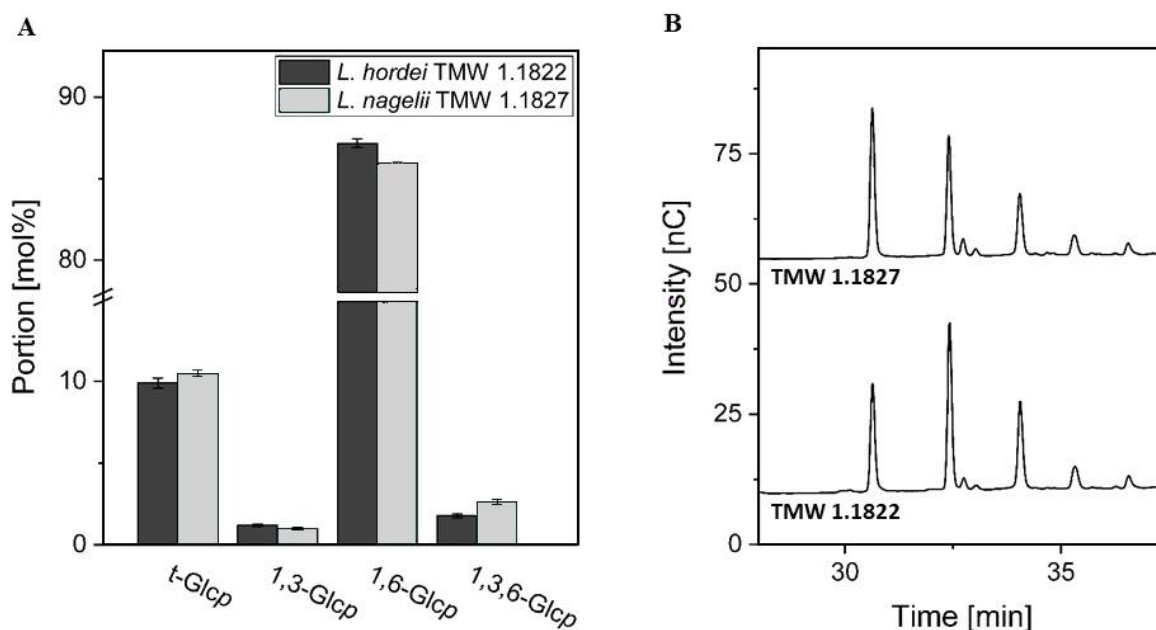 A
Portion [mol%]
90
80
10
0
L. hordei TMW 1.1822
L. nagelii TMW 1.1827
t-Glcp
1,3-Glcp
1,6-Glcp
1,3,6-Glcp
B
Intensity [nC]
75
50
25
0
TMW 1.1827
TMW 1.1822
30
35
Time [min]